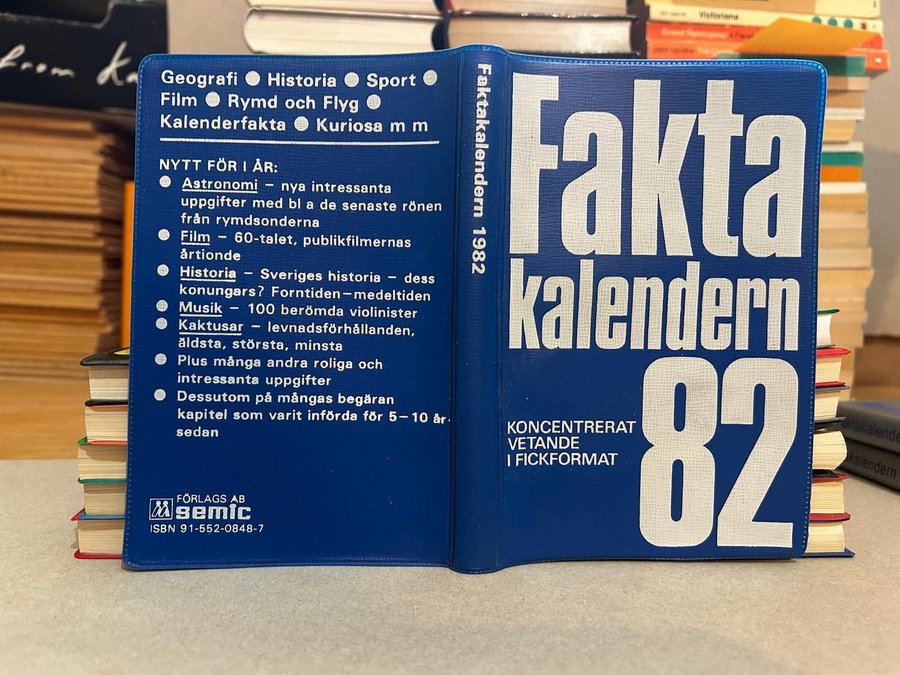 from
Victoriana
Geografi ● Historia ● Sport ●
Film ● Rymd och Flyg ●
Kalenderfakta ● Kuriosa m m
NYTT FÖR I ÅR:
● Astronomi – nya intressanta
uppgifter med bl a de senaste rönen
från rymdsonderna
● Film – 60-talet, publikfilmernas
årtionde
● Historia – Sveriges historia – dess
konungars? Forntiden–medeltiden
● Musik – 100 berömda violinister
● Kaktusar – levnadsförhållanden,
äldsta, största, minsta
● Plus många andra roliga och
intressanta uppgifter
● Dessutom på mångas begäran
kapitel som varit införda för 5–10 år
sedan
FÖRLAGS AB
semic
ISBN 91-552-0848-7
Faktakalendern 1982
Fakta
kalendern
82
KONCENTRERAT
VETANDE
I FICKFORMAT